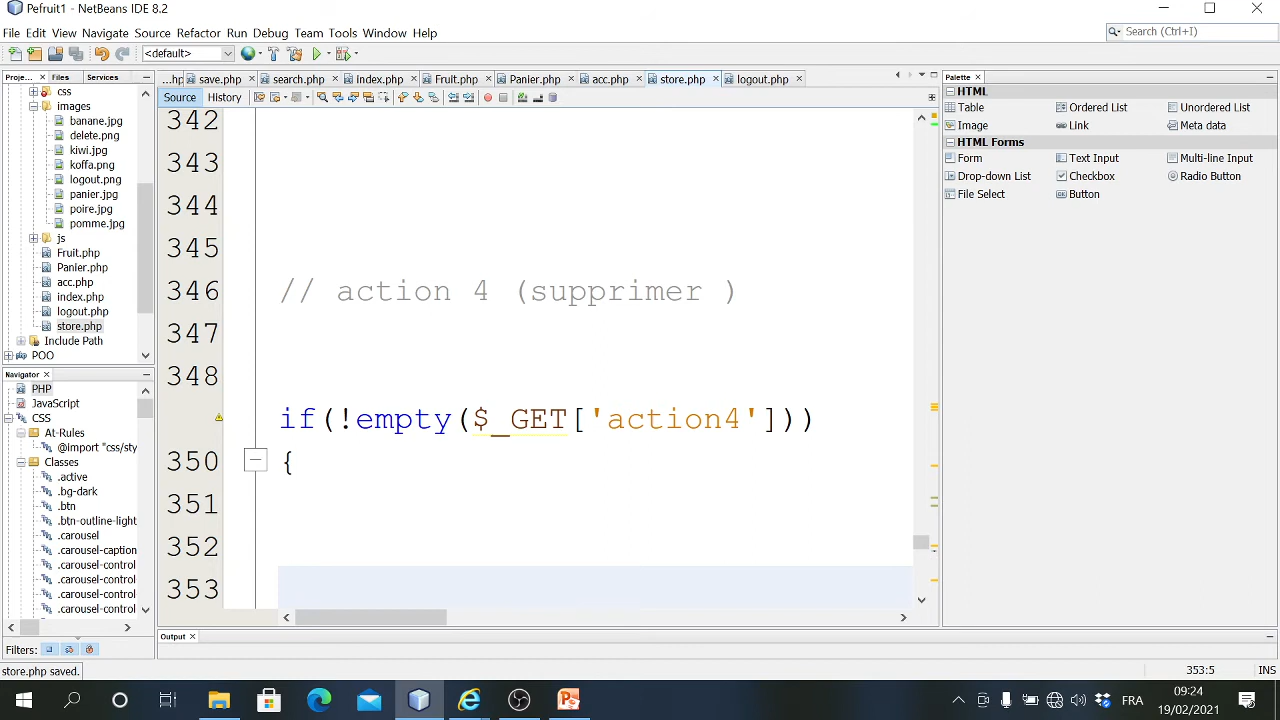 Pefruit1 - NetBeans IDE 8.2
File Edit View Navigate Source Refactor Run Debug Team Tools Window Help
Search (Ctrl+I)
<default>
Proje... Files Services
...hp save.php search.php index.php Fruit.php Panier.php acc.php store.php logout.php
Palette
Source History
HTML
Table Ordered List Unordered List
Image Link Meta data
HTML Forms
Form Text Input Multi-line Input
Drop-down List Checkbox Radio Button
File Select Button
css
images
banane.jpg
delete.png
kiwi.jpg
koffa.png
logout.png
panier.jpg
poire.jpg
pomme.jpg
js
Fruit.php
Panier.php
acc.php
index.php
logout.php
store.php
Include Path
POO
342
343
344
345
346 // action 4 (supprimer )
347
348
if(!empty($_GET['action4']))
350 {
351
352
353
Navigator
PHP
JavaScript
CSS
At-Rules
@import "css/sty
Classes
.active
.bg-dark
.btn
.btn-outline-light
.carousel
.carousel-caption
.carousel-control
.carousel-control
.carousel-control
.carousel-control
Filters:
Output
store.php saved.
353:5 INS
FRA
09:24
19/02/2021